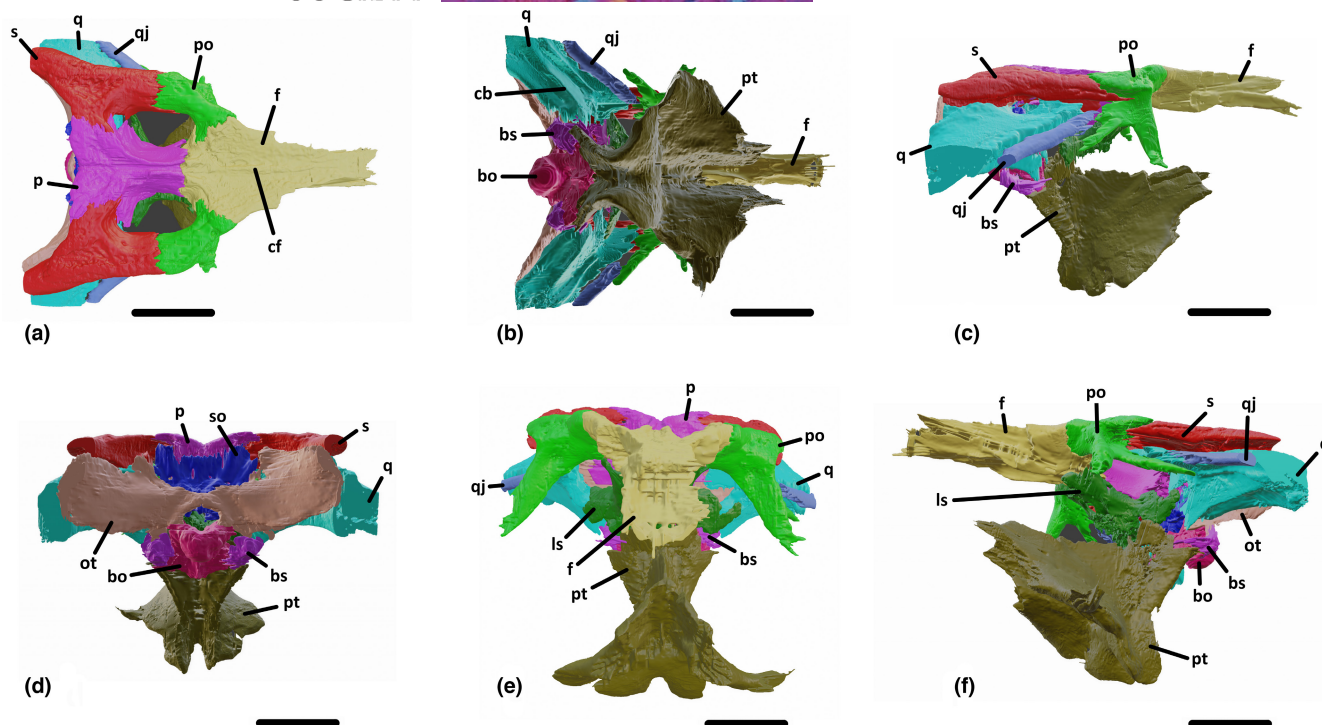 q
s
qj
po
f
p
cf
(a)
q
qj
cb
pt
bs
f
bo
(b)
po
f
s
q
qj
bs
pt
(c)
p
so
s
q
ot
bo
bs
pt
(d)
p
po
q
qj
ls
f
bs
pt
(e)
po
f
s
qj
ls
ot
bs
bo
pt
(f)